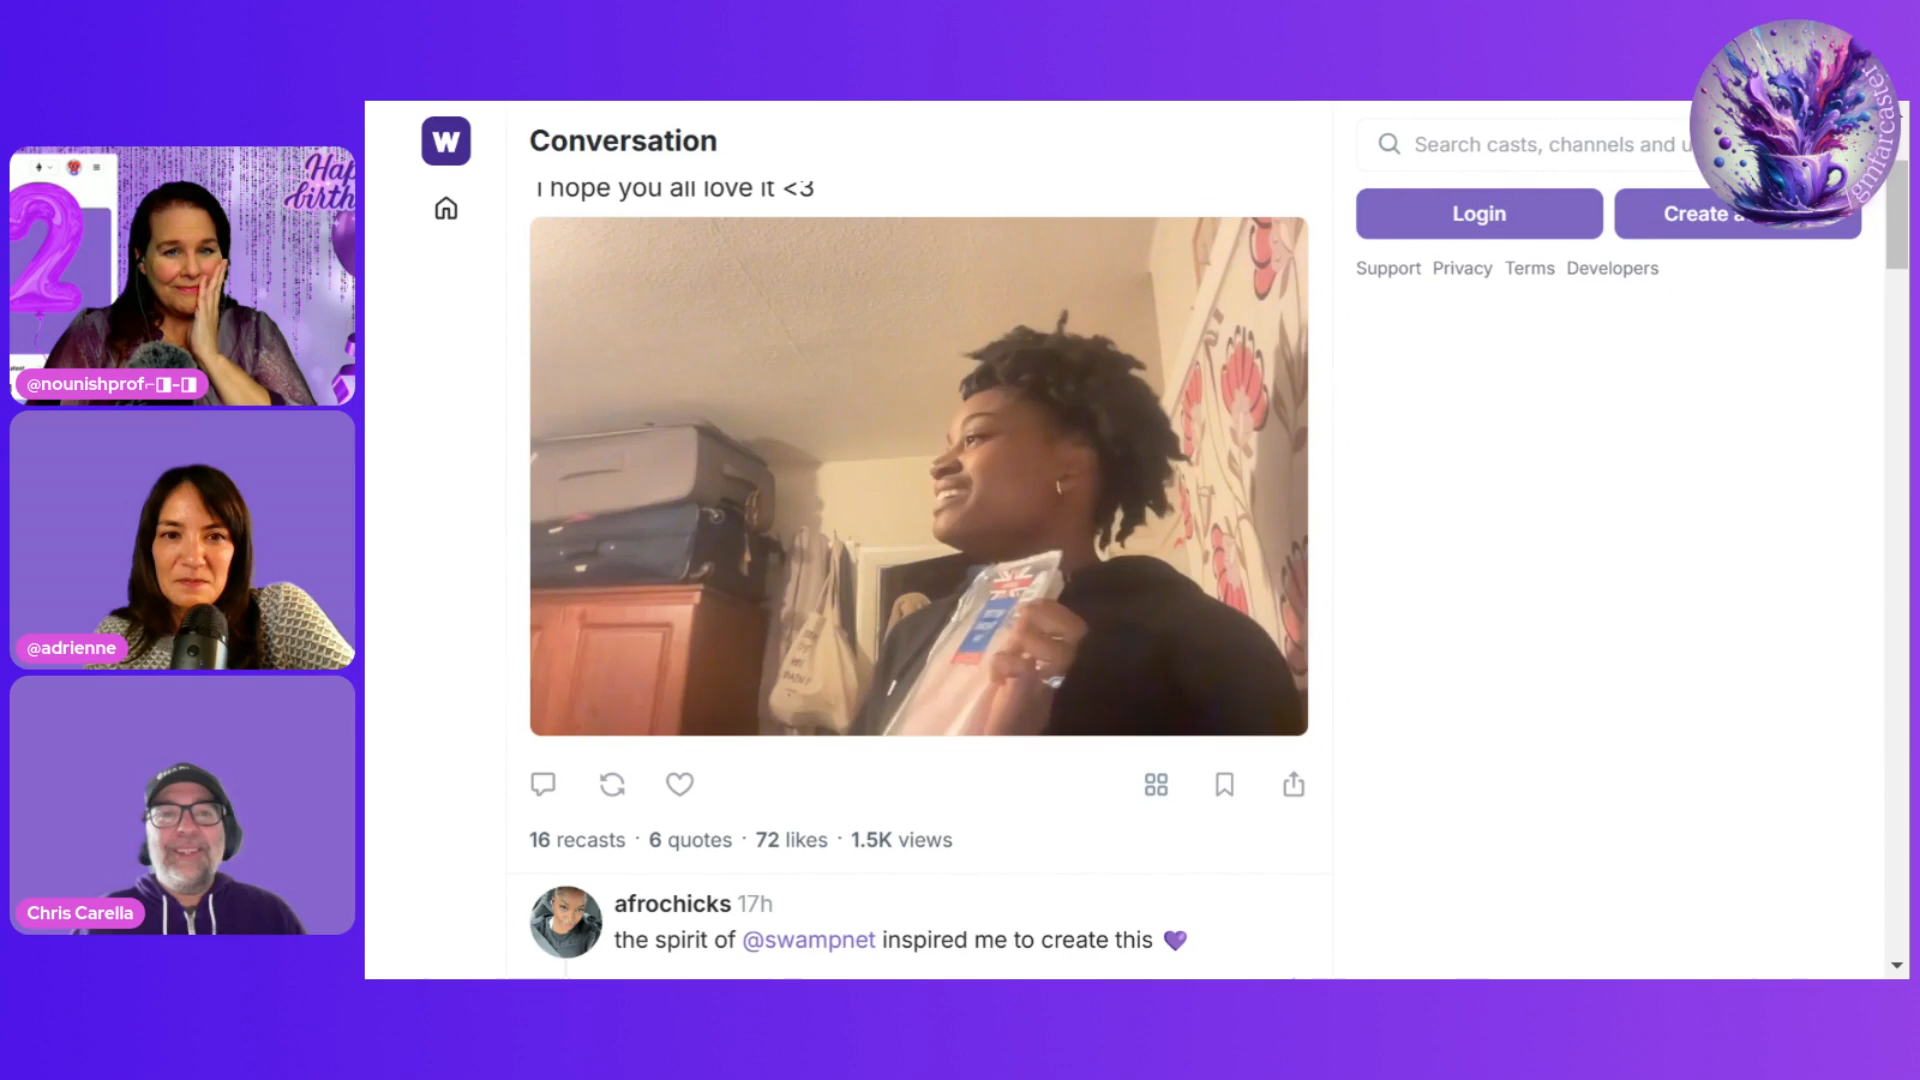 Hap
birth
2
@nounishprof⌐◨-◨
@adrienne
Chris Carella
W
Conversation
I hope you all love it <3
16 recasts · 6 quotes · 72 likes · 1.5K views
afrochicks 17h
the spirit of @swampnet inspired me to create this 💜
Search casts, channels and u
Login
Create a
Support Privacy Terms Developers
gmfarcaster